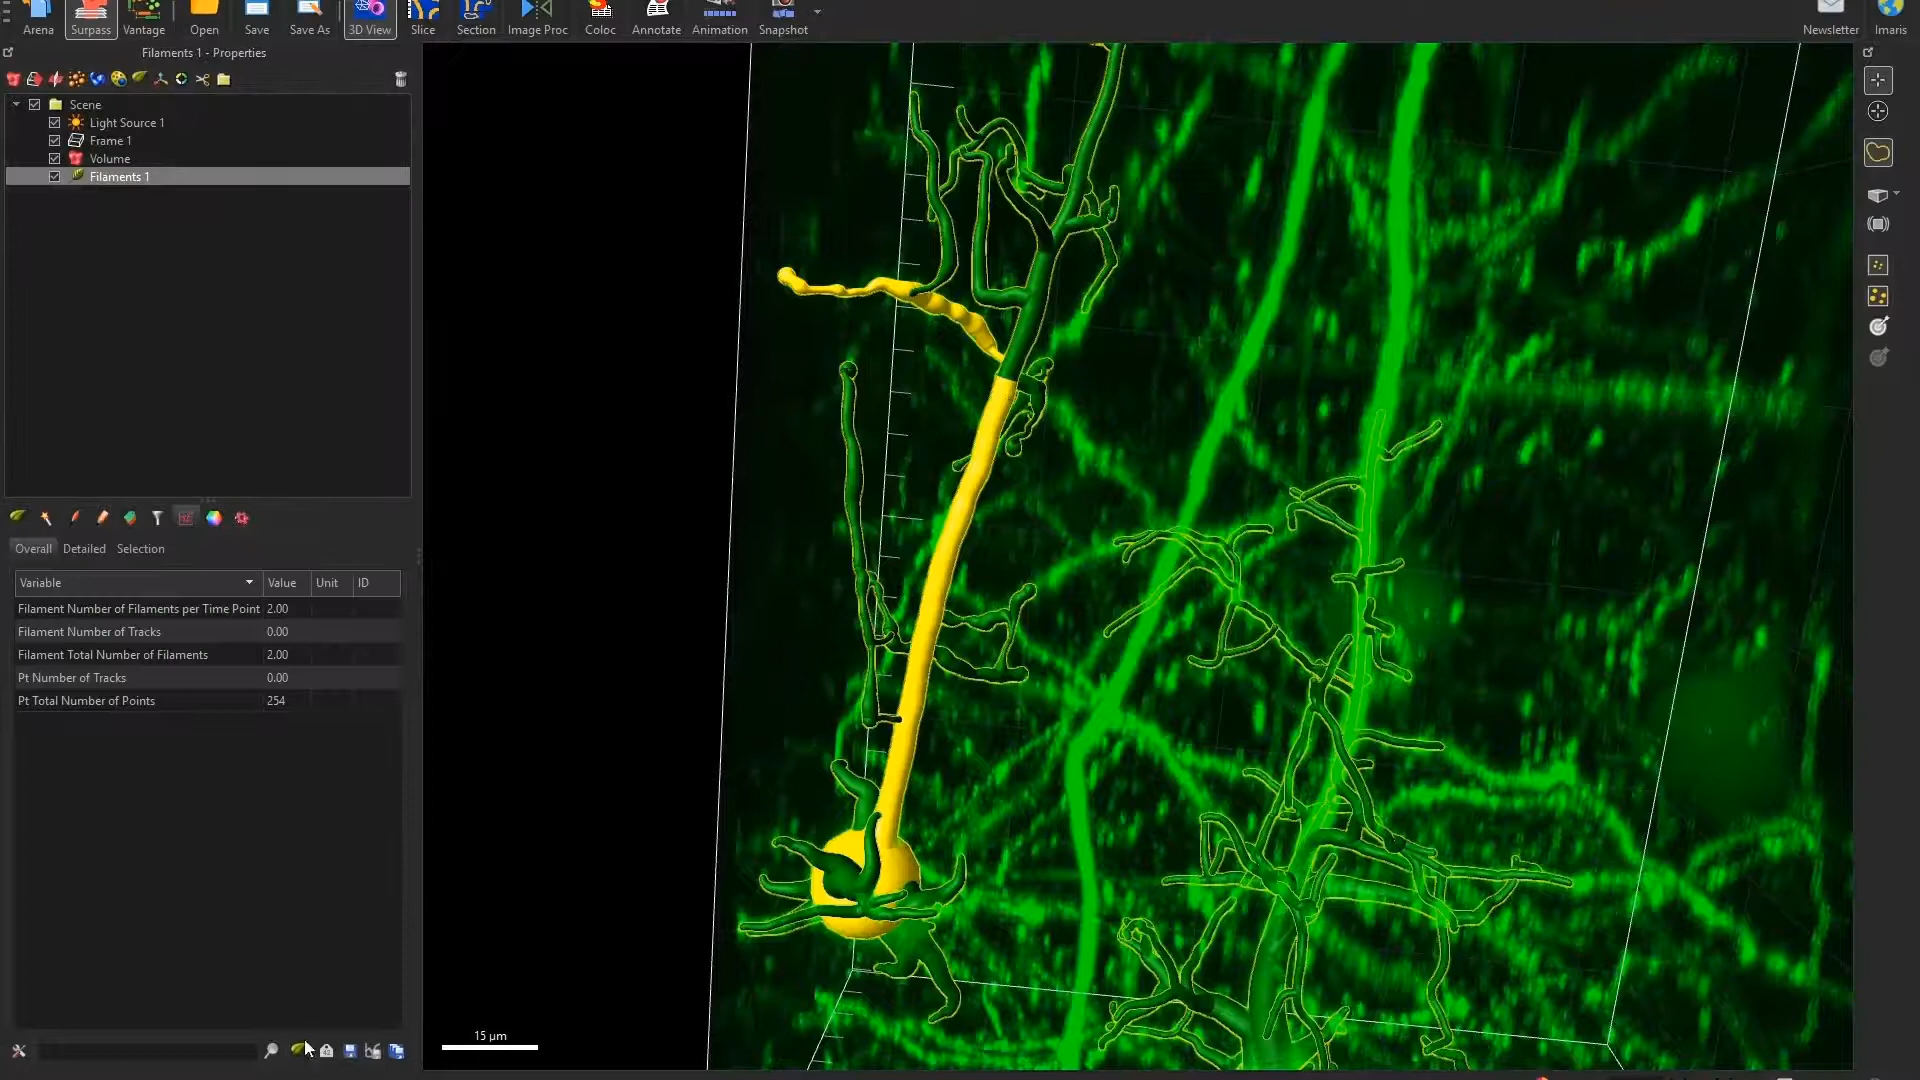 Arena Surpass Vantage Open Save Save As 3D View Slice Section Image Proc Coloc Annotate Animation Snapshot Newsletter Imaris
Filaments 1 - Properties
Scene
Light Source 1
Frame 1
Volume
Filaments 1
Overall Detailed Selection
Variable Value Unit ID
Filament Number of Filaments per Time Point 2.00
Filament Number of Tracks 0.00
Filament Total Number of Filaments 2.00
Pt Number of Tracks 0.00
Pt Total Number of Points 254
15 µm